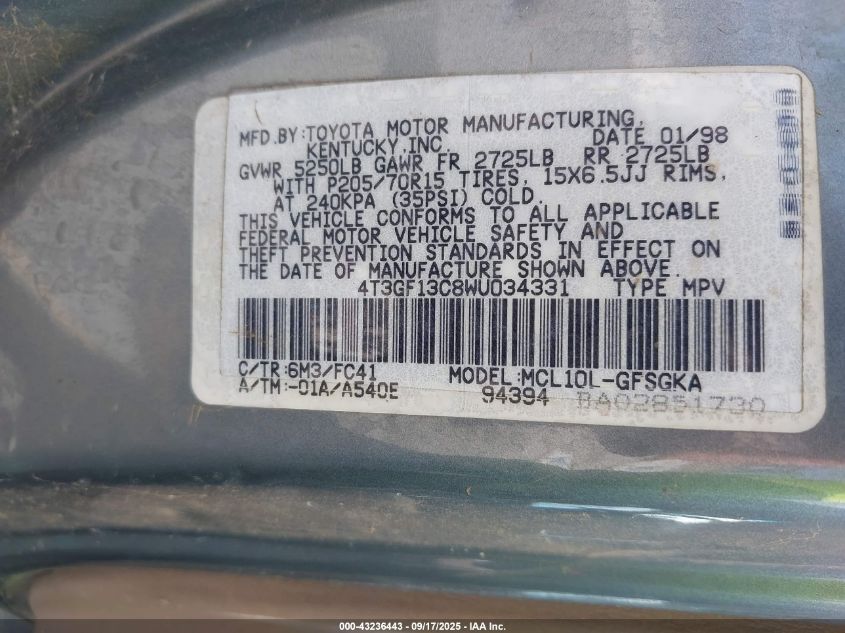 MFD.BY:TOYOTA MOTOR MANUFACTURING,
KENTUCKY,INC. DATE 01/98
GVWR 5250LB GAWR FR 2725LB RR 2725LB
WITH P205/70R15 TIRES, 15X6.5JJ RIMS,
AT 240KPA (35PSI) COLD.
THIS VEHICLE CONFORMS TO ALL APPLICABLE
FEDERAL MOTOR VEHICLE SAFETY AND
THEFT PREVENTION STANDARDS IN EFFECT ON
THE DATE OF MANUFACTURE SHOWN ABOVE.
4T3GF13C8WU034331 TYPE MPV
C/TR:6M3/FC41 MODEL:MCL10L-GFSGKA
A/TM:-01A/A540E 94394 BA02851730
000-43236443 - 09/17/2025 - IAA Inc.